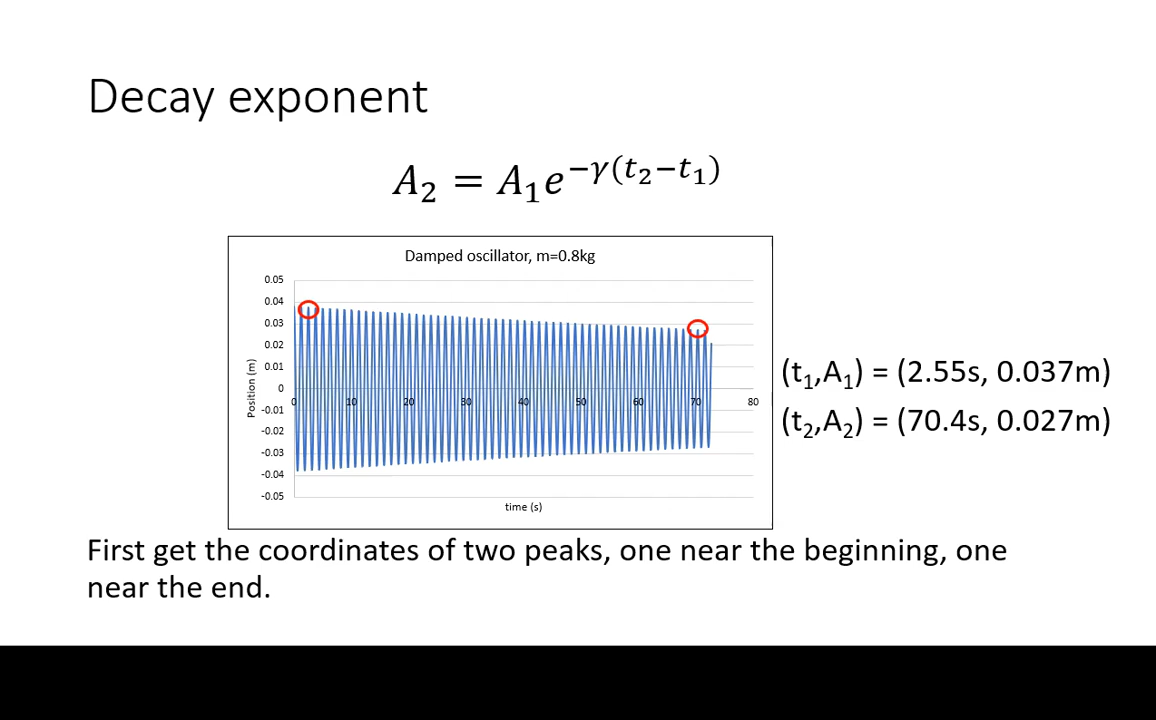 Decay exponent
A₂ = A₁e^{−γ(t₂−t₁)}
Damped oscillator, m=0.8kg
0.05
0.04
0.03
0.02
0.01
0
-0.01
-0.02
-0.03
-0.04
-0.05
Position (m)
0 10 20 30 40 50 60 70 80
time (s)
(t₁,A₁) = (2.55s, 0.037m)
(t₂,A₂) = (70.4s, 0.027m)
First get the coordinates of two peaks, one near the beginning, one
near the end.